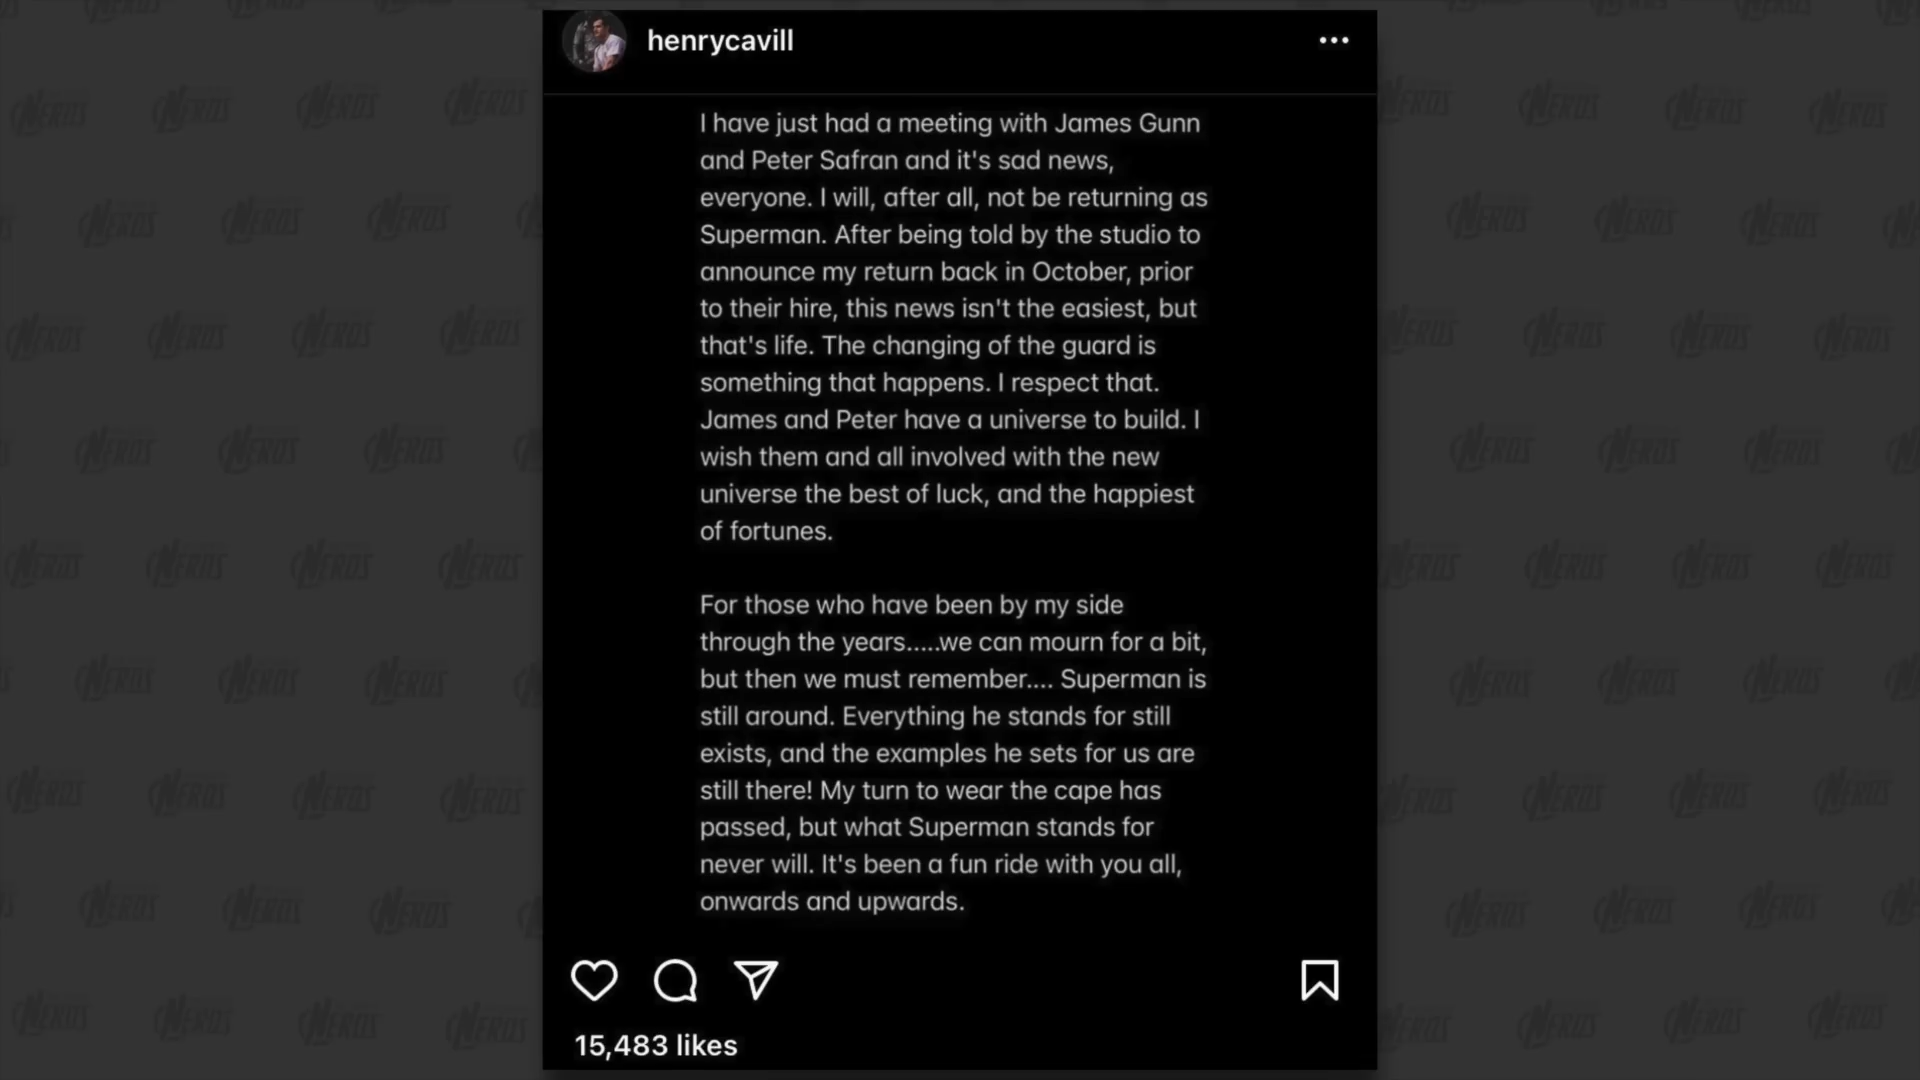 henrycavill
I have just had a meeting with James Gunn
and Peter Safran and it's sad news,
everyone. I will, after all, not be returning as
Superman. After being told by the studio to
announce my return back in October, prior
to their hire, this news isn't the easiest, but
that's life. The changing of the guard is
something that happens. I respect that.
James and Peter have a universe to build. I
wish them and all involved with the new
universe the best of luck, and the happiest
of fortunes.
For those who have been by my side
through the years.....we can mourn for a bit,
but then we must remember.... Superman is
still around. Everything he stands for still
exists, and the examples he sets for us are
still there! My turn to wear the cape has
passed, but what Superman stands for
never will. It's been a fun ride with you all,
onwards and upwards.
15,483 likes